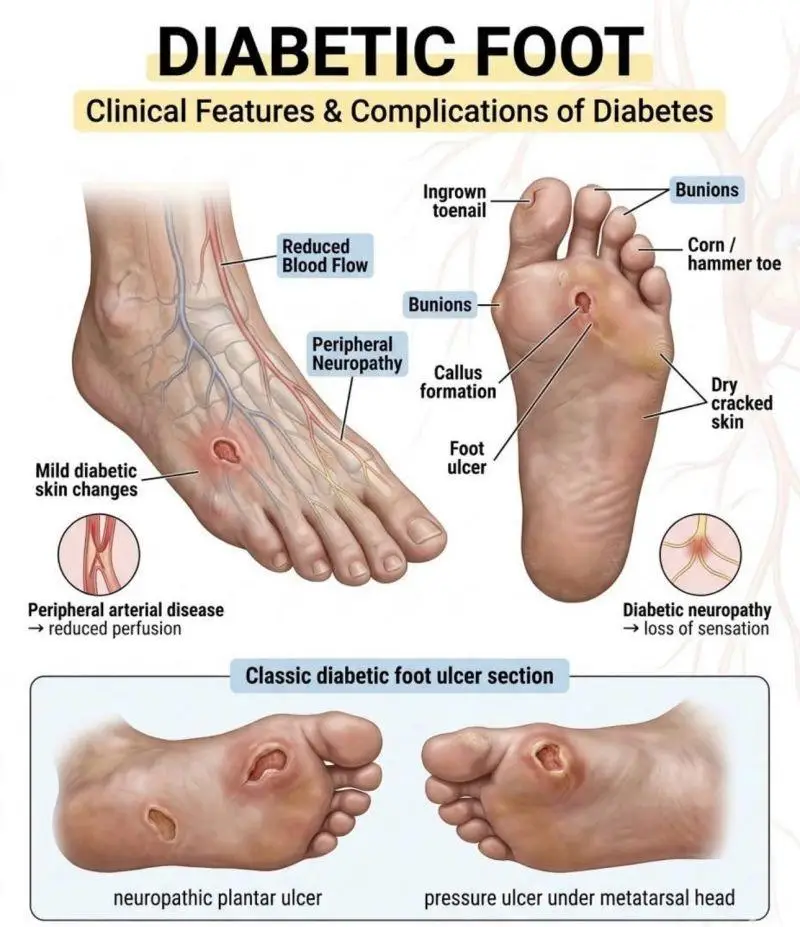 DIABETIC FOOT
Clinical Features & Complications of Diabetes
Reduced
Blood Flow
Peripheral
Neuropathy
Mild diabetic
skin changes
Peripheral arterial disease
→ reduced perfusion
Ingrown
toenail
Bunions
Corn /
hammer toe
Bunions
Callus
formation
Foot
ulcer
Dry
cracked
skin
Diabetic neuropathy
→ loss of sensation
Classic diabetic foot ulcer section
neuropathic plantar ulcer
pressure ulcer under metatarsal head